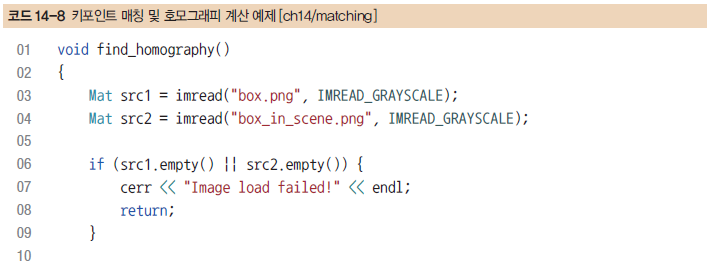 코드 14-8 키포인트 매칭 및 호모그래피 계산 예제 [ch14/matching]
01 void find_homography()
02 {
03 Mat src1 = imread("box.png", IMREAD_GRAYSCALE);
04 Mat src2 = imread("box_in_scene.png", IMREAD_GRAYSCALE);
05
06 if (src1.empty() || src2.empty()) {
07 cerr << "Image load failed!" << endl;
08 return;
09 }
10